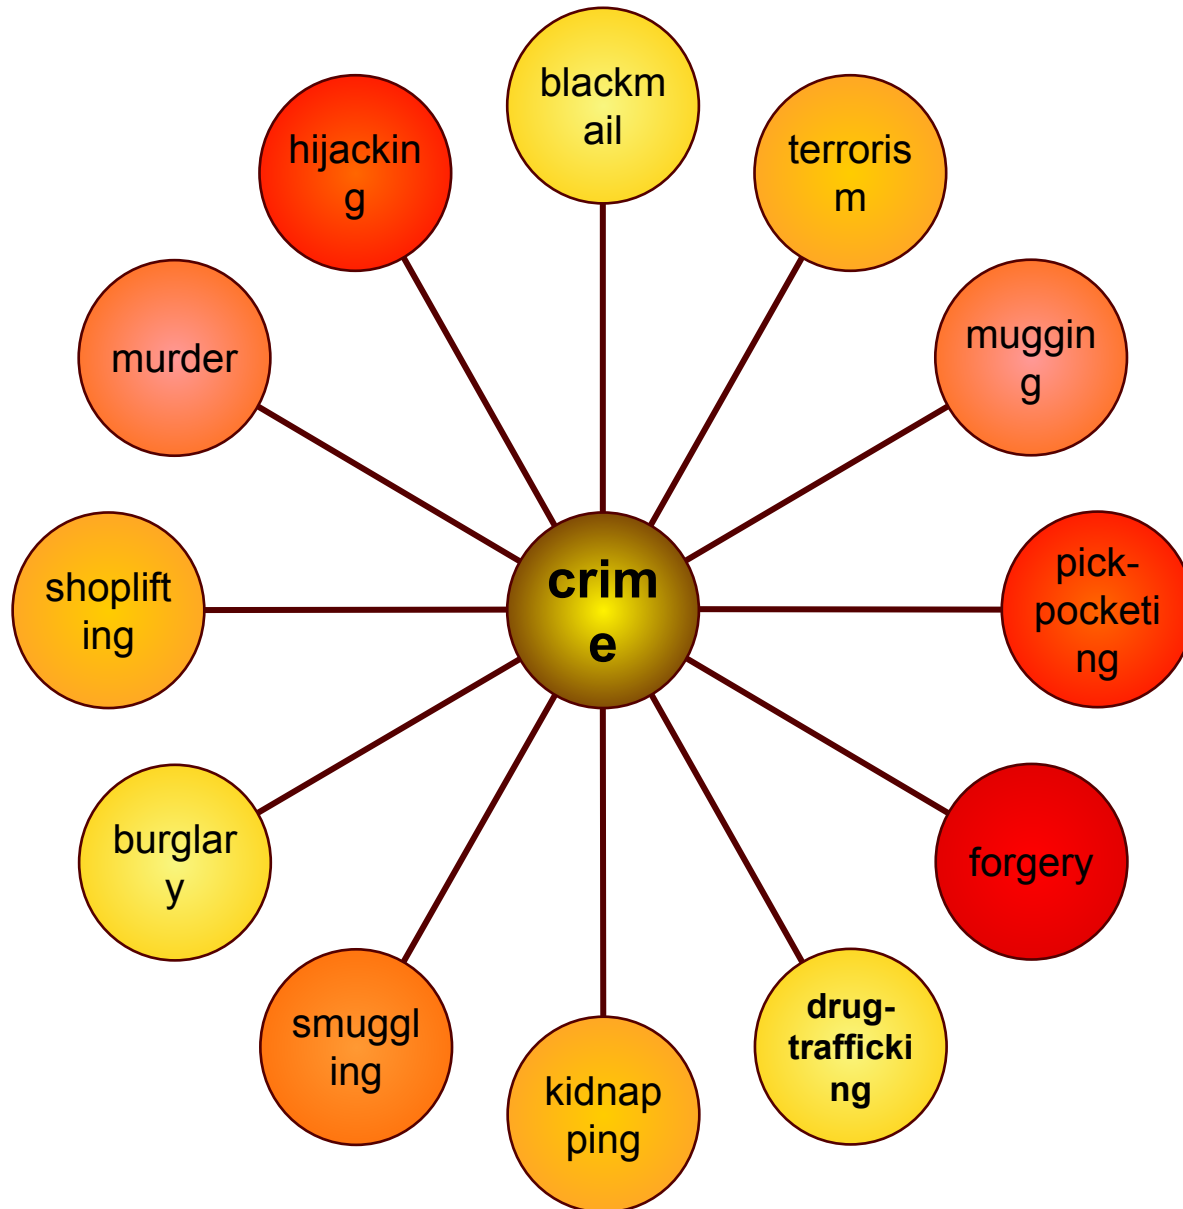 blackm
ail
hijackin
g
terroris
m
murder
muggin
g
shoplift
ing
crim
e
pick-
pocketi
ng
burglar
y
forgery
smuggl
ing
drug-
trafficki
ng
kidnap
ping